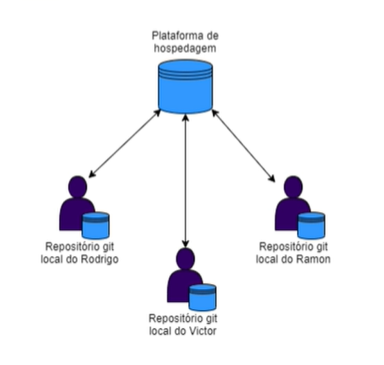 Plataforma de
hospedagem
Repositório git
local do Rodrigo
Repositório git
local do Ramon
Repositório git
local do Victor